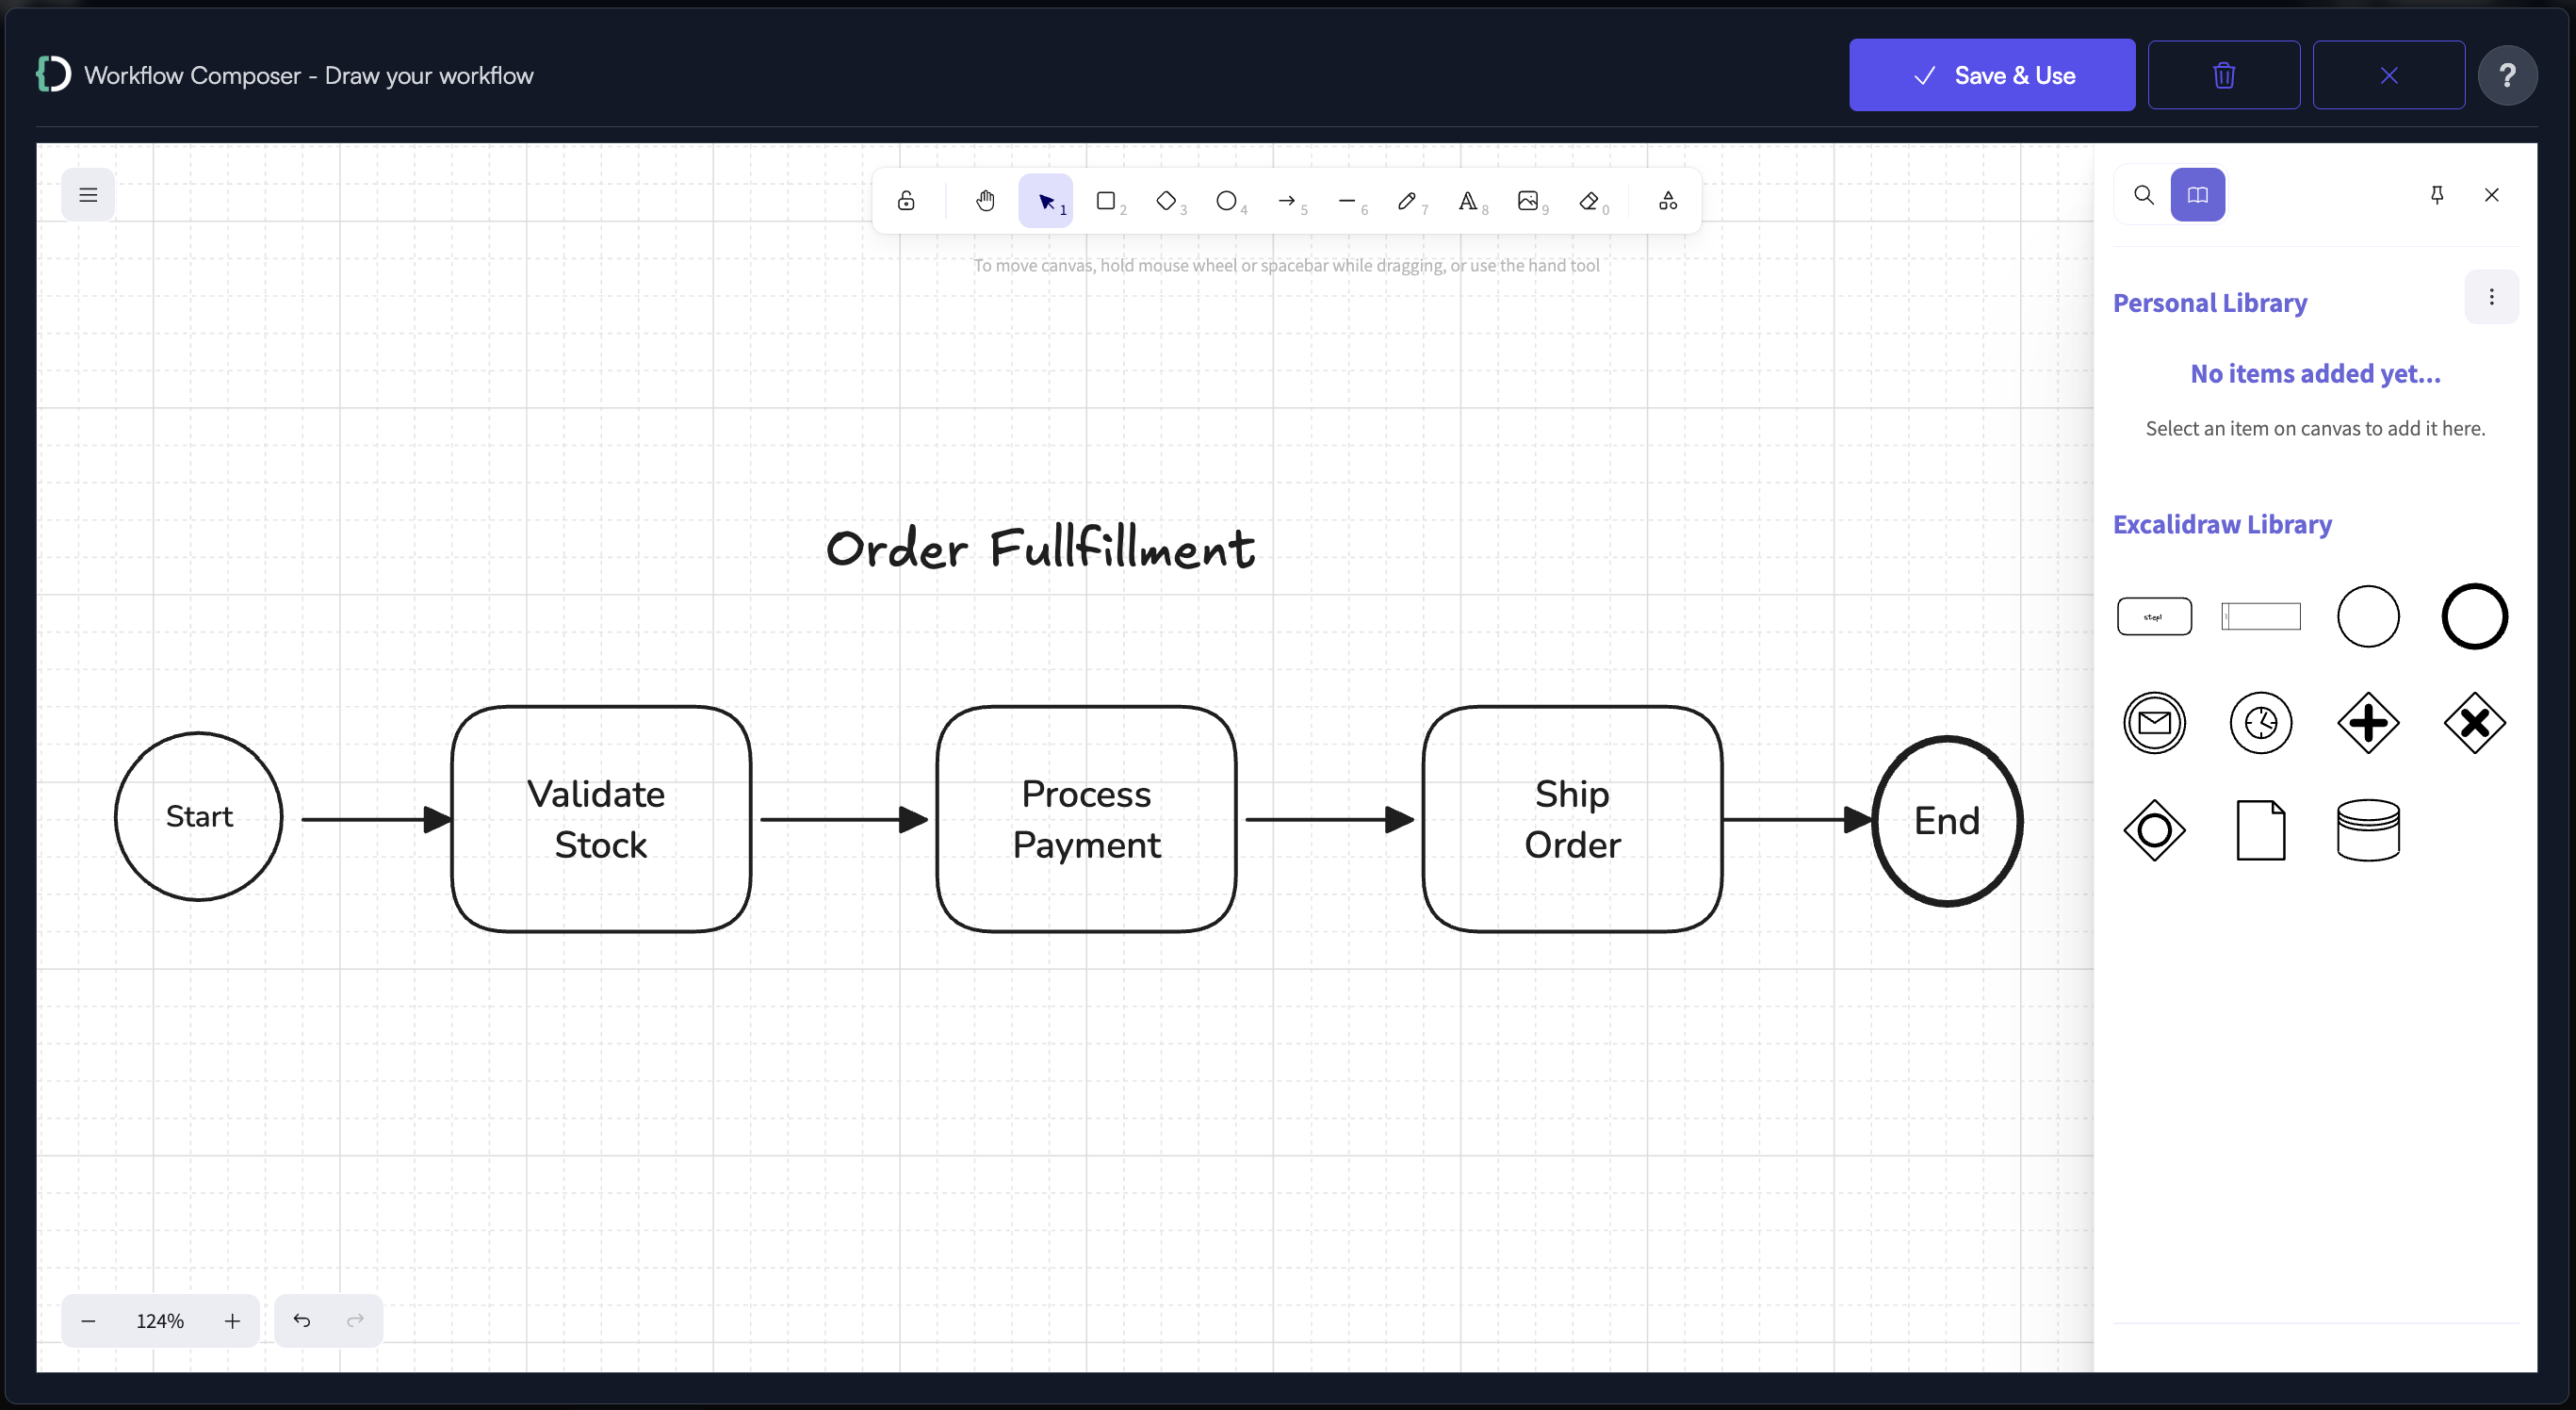 Workflow Composer - Draw your workflow
Save & Use
?
1 2 3 4 5 6 7 8 9 0
To move canvas, hold mouse wheel or spacebar while dragging, or use the hand tool
Personal Library
No items added yet...
Select an item on canvas to add it here.
Excalidraw Library
Order Fullfillment
Start
Validate
Stock
Process
Payment
Ship
Order
End
124%